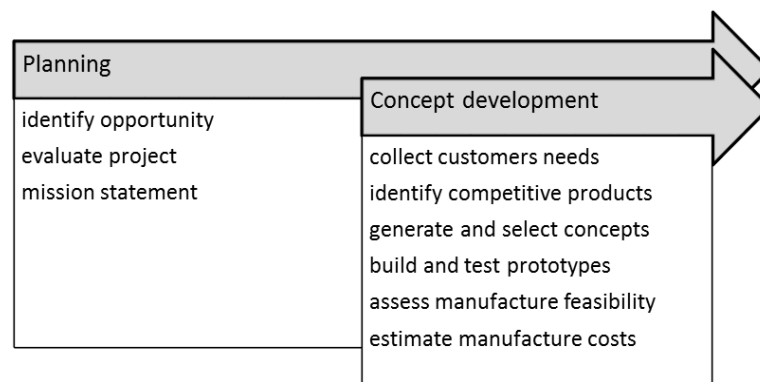 Planning
identify opportunity
evaluate project
mission statement
Concept development
collect customers needs
identify competitive products
generate and select concepts
build and test prototypes
assess manufacture feasibility
estimate manufacture costs